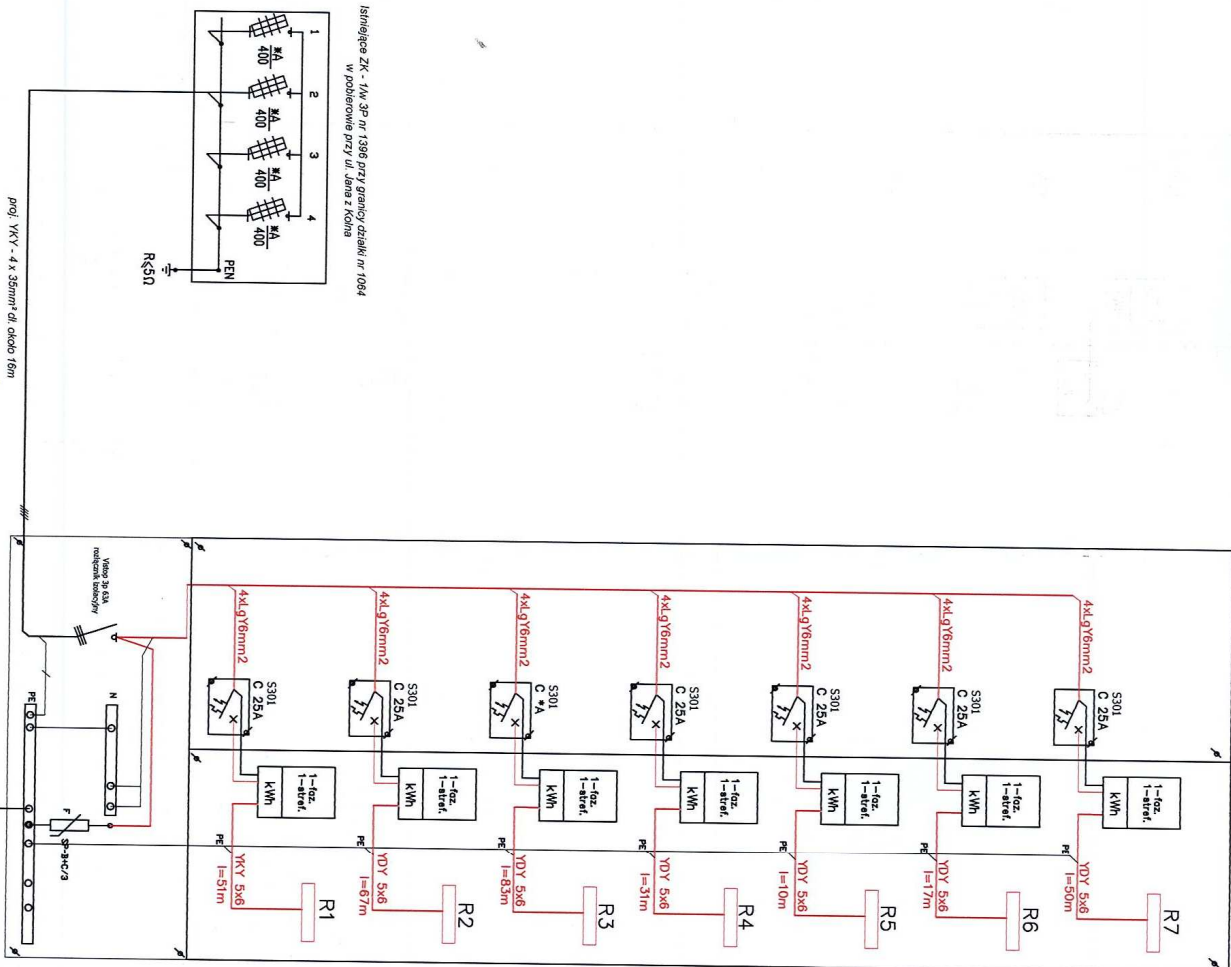 Istniejące ZK - 1/w 3P nr 1396 przy granicy działki nr 1064
w pobierowie przy ul. Jana z Kolna
1
2
3
4
*A
400
*A
400
*A
400
*A
400
PEN
R≤5Ω
proj. YKY - 4 x 35mm² dł. około 16m
Vistop 3p 63A
rozłącznik izolacyjny
N
PE
F
SP-B+C/3
4xLgY6mm2
S301
C 25A
1-faz.
1-stref.
kWh
PE
YKY 5x6
l=51m
R1
4xLgY6mm2
S301
C 25A
1-faz.
1-stref.
kWh
PE
YDY 5x6
l=67m
R2
4xLgY6mm2
S301
C *A
1-faz.
1-stref.
kWh
PE
YDY 5x6
l=83m
R3
4xLgY6mm2
S301
C 25A
1-faz.
1-stref.
kWh
PE
YDY 5x6
l=31m
R4
4xLgY6mm2
S301
C 25A
1-faz.
1-stref.
kWh
PE
YDY 5x6
l=10m
R5
4xLgY6mm2
S301
C 25A
1-faz.
1-stref.
kWh
PE
YDY 5x6
l=17m
R6
4xLgY6mm2
S301
C 25A
1-faz.
1-stref.
kWh
PE
YDY 5x6
l=50m
R7